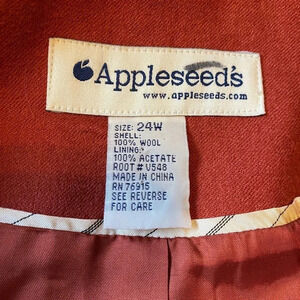 Appleseed's
www.appleseeds.com
SIZE: 24W
SHELL:
100% WOOL
LINING:
100% ACETATE
ROOT# U548
MADE IN CHINA
RN 76915
SEE REVERSE
FOR CARE